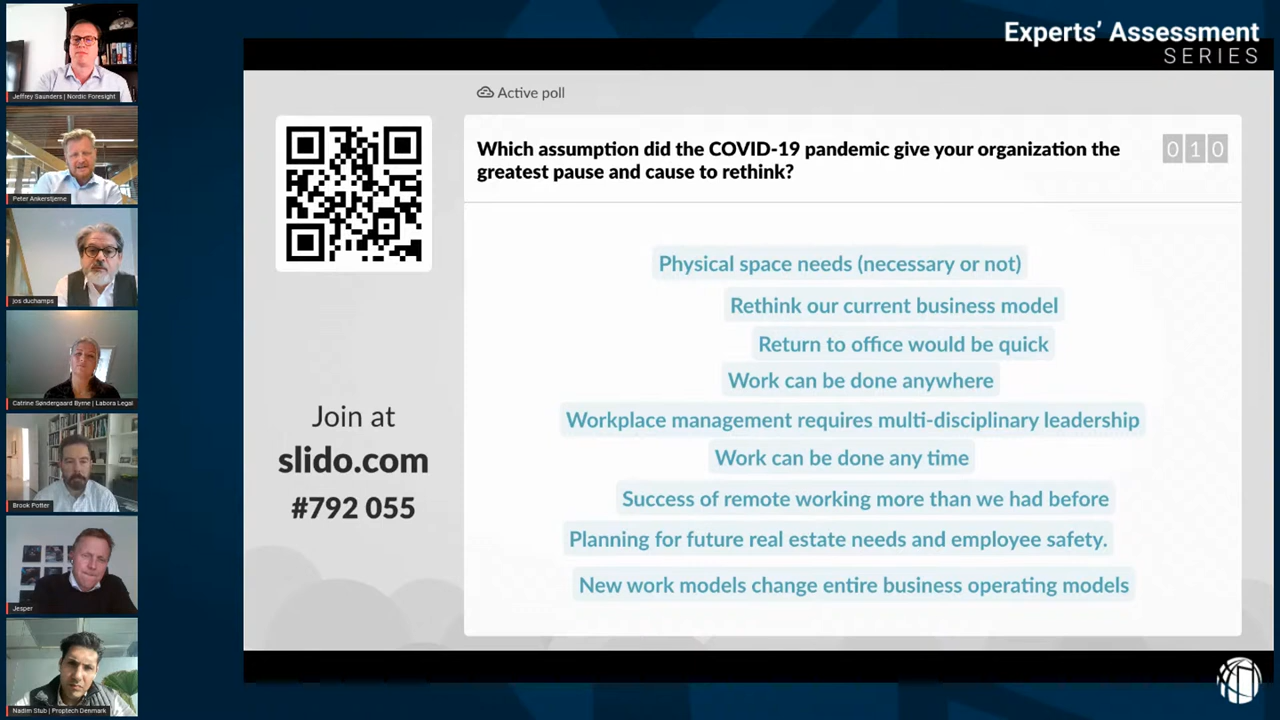 Experts' Assessment
SERIES
Jeffrey Saunders | Nordic Foresight
Peter Ankerstjerne
jos duchamps
Catrine Søndergaard Byrne | Labora Legal
Brook Potter
Jesper
Nadim Stub | Proptech Denmark
Join at
slido.com
#792 055
Active poll
Which assumption did the COVID-19 pandemic give your organization the
greatest pause and cause to rethink?
010
Physical space needs (necessary or not)
Rethink our current business model
Return to office would be quick
Work can be done anywhere
Workplace management requires multi-disciplinary leadership
Work can be done any time
Success of remote working more than we had before
Planning for future real estate needs and employee safety.
New work models change entire business operating models